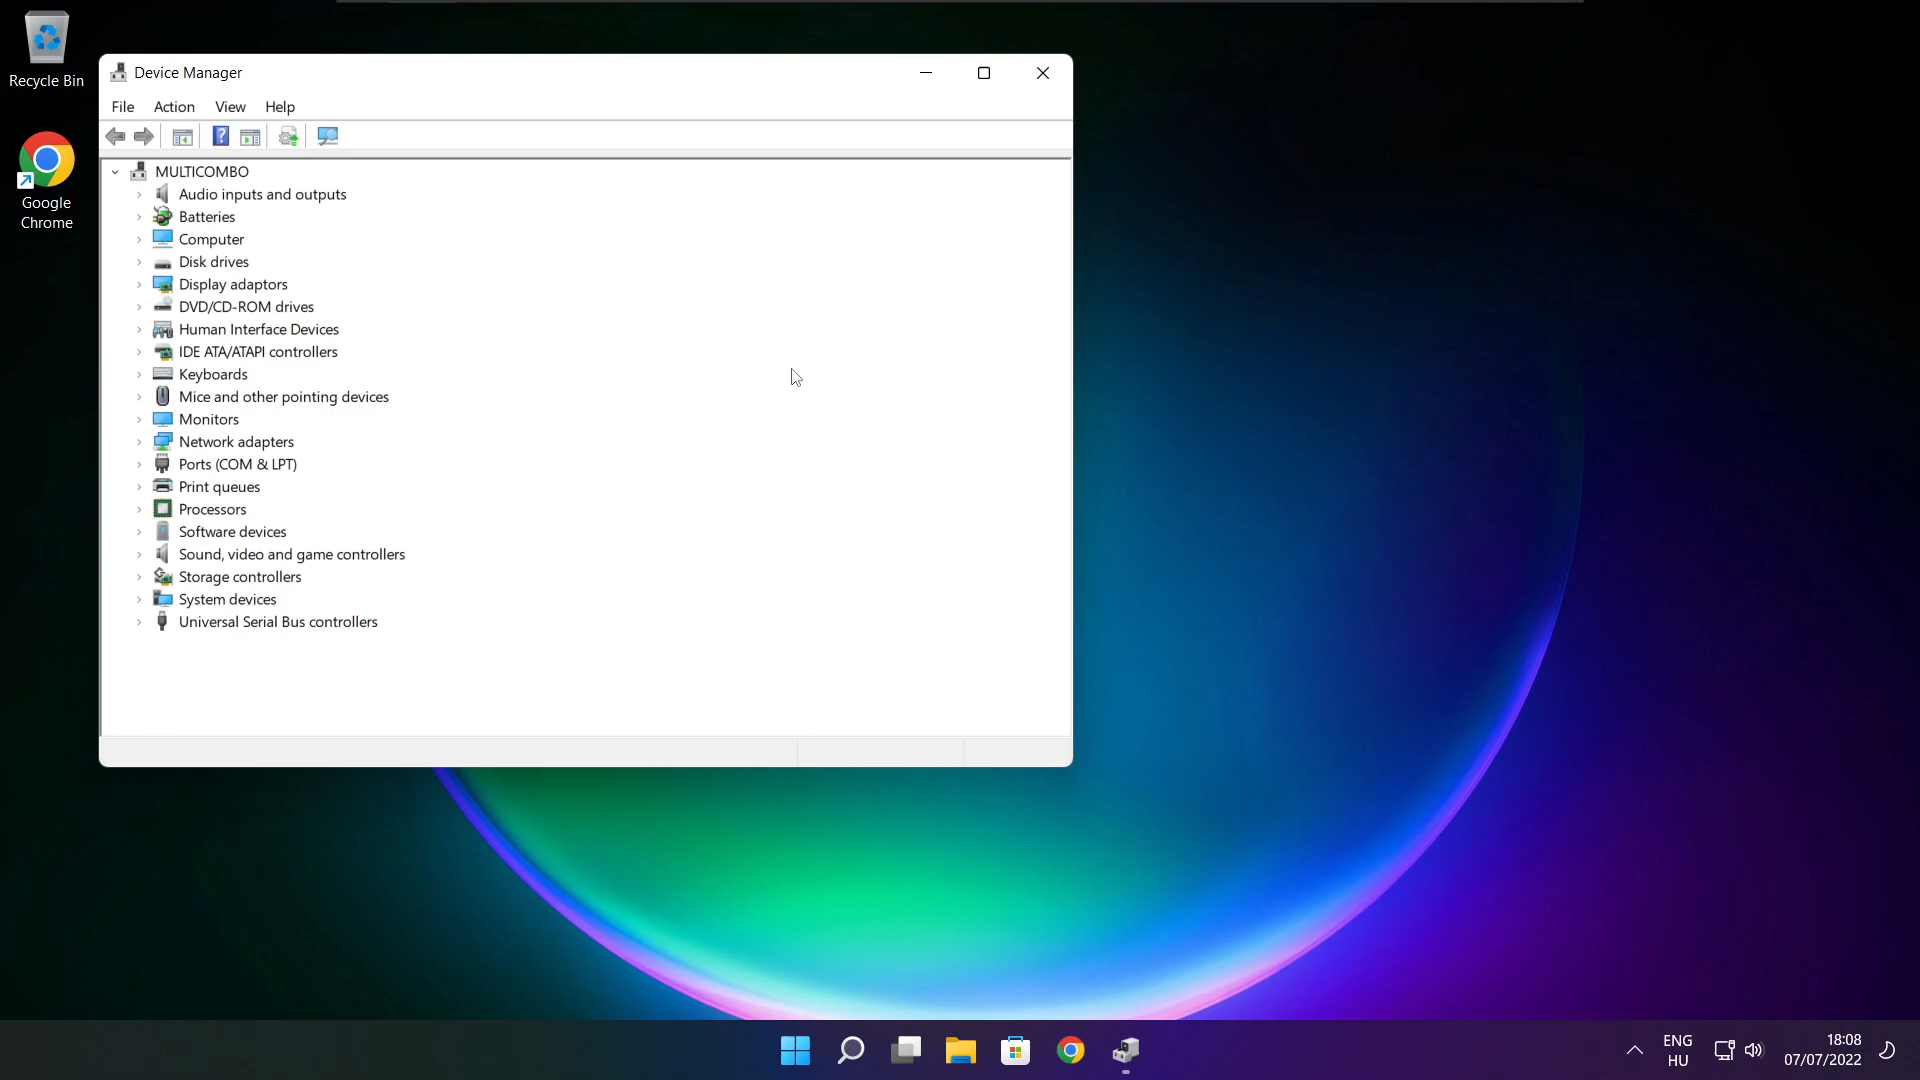 Recycle Bin
Google
Chrome
Device Manager
File Action View Help
MULTICOMBO
Audio inputs and outputs
Batteries
Computer
Disk drives
Display adaptors
DVD/CD-ROM drives
Human Interface Devices
IDE ATA/ATAPI controllers
Keyboards
Mice and other pointing devices
Monitors
Network adapters
Ports (COM & LPT)
Print queues
Processors
Software devices
Sound, video and game controllers
Storage controllers
System devices
Universal Serial Bus controllers
ENG
HU
18:08
07/07/2022